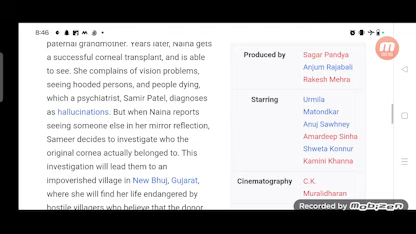 8:46
paternal grandmother. Years later, Naina gets
a successful corneal transplant, and is able
to see. She complains of vision problems,
seeing hooded persons, and people dying,
which a psychiatrist, Samir Patel, diagnoses
as hallucinations. But when Naina reports
seeing someone else in her mirror reflection,
Sameer decides to investigate who the
original cornea actually belonged to. This
investigation will lead them to an
impoverished village in New Bhuj, Gujarat,
where she will find her life endangered by
hostile villagers who believe that the donor
Produced by
Sagar Pandya
Anjum Rajabali
Rakesh Mehra
Starring
Urmila
Matondkar
Anuj Sawhney
Amardeep Sinha
Shweta Konnur
Kamini Khanna
Cinematography
C.K.
Muralidharan
Recorded by Mobizen